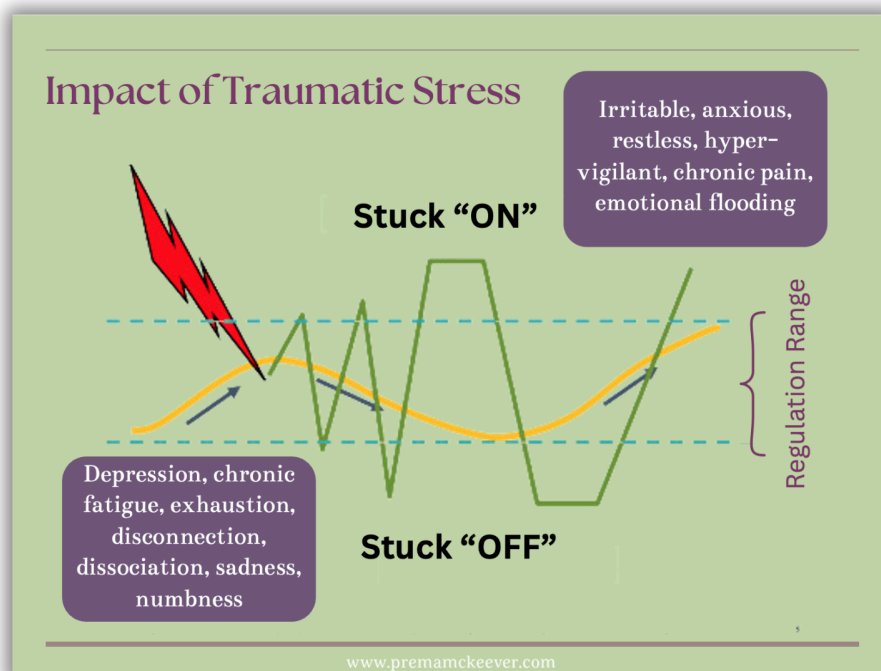 Impact of Traumatic Stress
Irritable, anxious,
restless, hyper-
vigilant, chronic pain,
emotional flooding
Stuck “ON”
Regulation Range
Depression, chronic
fatigue, exhaustion,
disconnection,
dissociation, sadness,
numbness
Stuck “OFF”
www.premamckeever.com